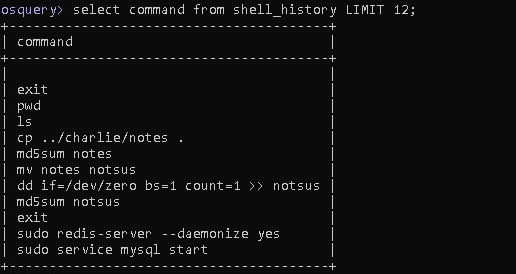 osquery> select command from shell_history LIMIT 12;
+----------------------------------------+
| command                                |
+----------------------------------------+
|                                        |
| exit                                   |
| pwd                                    |
| ls                                     |
| cp ../charlie/notes .                  |
| md5sum notes                           |
| mv notes notsus                        |
| dd if=/dev/zero bs=1 count=1 >> notsus |
| md5sum notsus                          |
| exit                                   |
| sudo redis-server --daemonize yes      |
| sudo service mysql start               |
+----------------------------------------+